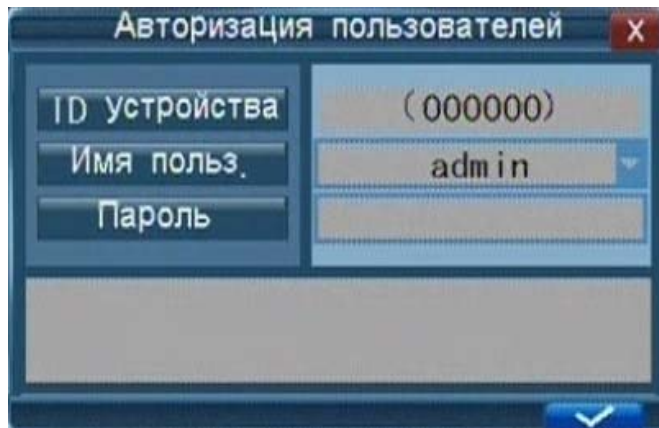 Авторизация пользователей X
ID устройства (000000)
Имя польз. admin
Пароль